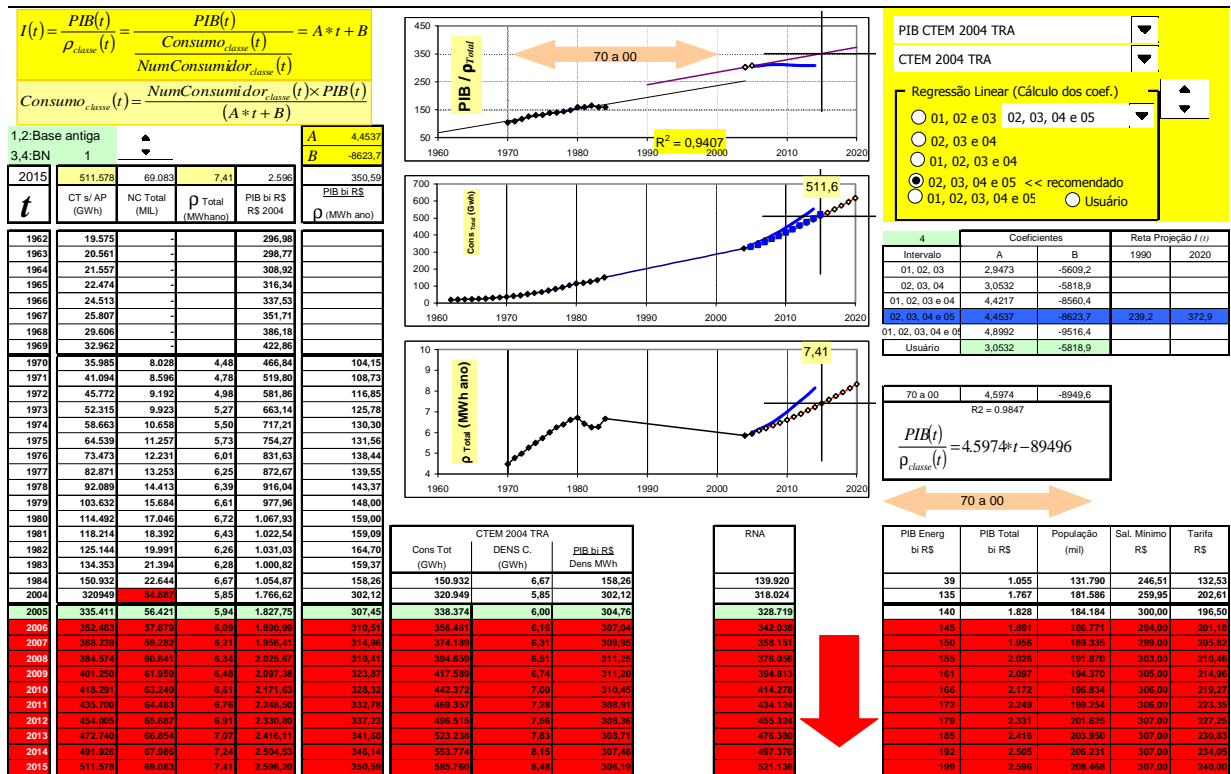 I(t) = PIB(t) / ρclasse(t) = PIB(t) / (Consumo classe(t) / NumConsumidor classe(t)) = A * t + B
Consumo classe(t) = NumConsumidor classe(t) × PIB(t) / (A * t + B)
1,2:Base antiga
3,4:BN 1
A 4,4537
B -8623,7
2015 511.578 69.083 7,41 2.596 350,59
t CT s/ AP (GWh) NC Total (MIL) ρ Total (MWhano) PIB bi R$ R$ 2004 PIB bi R$ ρ (MWh ano)
1962 19.575 - 296,98
1963 20.561 - 298,77
1964 21.557 - 308,92
1965 22.474 - 316,34
1966 24.513 - 337,53
1967 25.807 - 351,71
1968 29.606 - 386,18
1969 32.962 - 422,86
1970 35.985 8.028 4,48 466,84 104,15
1971 41.094 8.596 4,78 519,80 108,73
1972 45.772 9.192 4,98 581,86 116,85
1973 52.315 9.923 5,27 663,14 125,78
1974 58.663 10.658 5,50 717,21 130,30
1975 64.539 11.257 5,73 754,27 131,56
1976 73.473 12.231 6,01 831,63 138,44
1977 82.871 13.253 6,25 872,67 139,55
1978 92.089 14.413 6,39 916,04 143,37
1979 103.632 15.684 6,61 977,96 148,00
1980 114.492 17.046 6,72 1.067,93 159,00
1981 118.214 18.392 6,43 1.022,54 159,09
1982 125.144 19.991 6,26 1.031,03 164,70
1983 134.353 21.394 6,28 1.000,82 159,37
1984 150.932 22.644 6,67 1.054,87 158,26
2004 320949 54.887 5,85 1.766,62 302,12
2005 335.411 56.421 5,94 1.827,75 307,45
2006 352.483 57.879 6,09 1.890,99 310,51
2007 368.239 59.282 6,21 1.956,41 314,96
2008 384.574 60.641 6,34 2.025,67 319,41
2009 401.250 61.959 6,48 2.097,38 323,87
2010 418.291 63.240 6,61 2.171,63 328,32
2011 435.700 64.483 6,76 2.248,50 332,78
2012 454.005 65.687 6,91 2.330,80 337,23
2013 472.740 66.854 7,07 2.416,11 341,68
2014 491.926 67.986 7,24 2.504,53 346,14
2015 511.578 69.083 7,41 2.596,20 350,59
PIB / ρTotal
450
350
250
150
50
70 a 00
R² = 0,9407
1960 1970 1980 1990 2000 2010 2020
Cons Total (Gwh)
700
600
500
400
300
200
100
0
511,6
1960 1970 1980 1990 2000 2010 2020
ρ Total (MWh ano)
10
9
8
7
6
5
4
7,41
1960 1970 1980 1990 2000 2010 2020
CTEM 2004 TRA
Cons Tot (GWh) DENS C. (GWh) PIB bi R$ Dens MWh
150.932 6,67 158,26
320.949 5,85 302,12
338.374 6,00 304,76
356.461 6,16 307,04
374.189 6,31 309,95
394.659 6,51 311,25
417.589 6,74 311,20
442.372 7,00 310,45
469.357 7,28 308,91
496.515 7,56 308,36
523.238 7,83 308,71
553.774 8,15 307,48
585.760 8,48 306,19
RNA
139.920
318.024
328.719
342.038
358.151
376.056
394.813
414.278
434.124
455.324
476.380
497.376
521.136
PIB CTEM 2004 TRA
CTEM 2004 TRA
Regressão Linear (Cálculo dos coef.)
01, 02 e 03 02, 03, 04 e 05
02, 03 e 04
01, 02, 03 e 04
02, 03, 04 e 05 << recomendado
01, 02, 03, 04 e 05 Usuário
4 Coeficientes Reta Projeção I (t)
Intervalo A B 1990 2020
01, 02, 03 2,9473 -5609,2
02, 03, 04 3,0532 -5818,9
01, 02, 03 e 04 4,4217 -8560,4
02, 03, 04 e 05 4,4537 -8623,7 239,2 372,9
01, 02, 03, 04 e 05 4,8992 -9516,4
Usuário 3,0532 -5818,9
70 a 00 4,5974 -8949,6
R2 = 0.9847
PIB(t) / ρclasse(t) = 4.5974* t − 8949.6
70 a 00
PIB Energ bi R$ PIB Total bi R$ População (mil) Sal. Mínimo R$ Tarifa R$
39 1.055 131.790 246,51 132,53
135 1.767 181.586 259,95 202,61
140 1.828 184.184 300,00 196,50
145 1.891 186.771 294,00 201,18
150 1.956 189.335 299,00 205,82
155 2.026 191.870 303,00 210,46
161 2.097 194.370 305,00 214,96
166 2.172 196.834 306,00 219,27
172 2.249 199.254 306,00 223,35
179 2.331 201.625 307,00 227,25
185 2.416 203.950 307,00 230,83
192 2.505 206.231 307,00 234,05
199 2.596 208.468 307,00 240,00